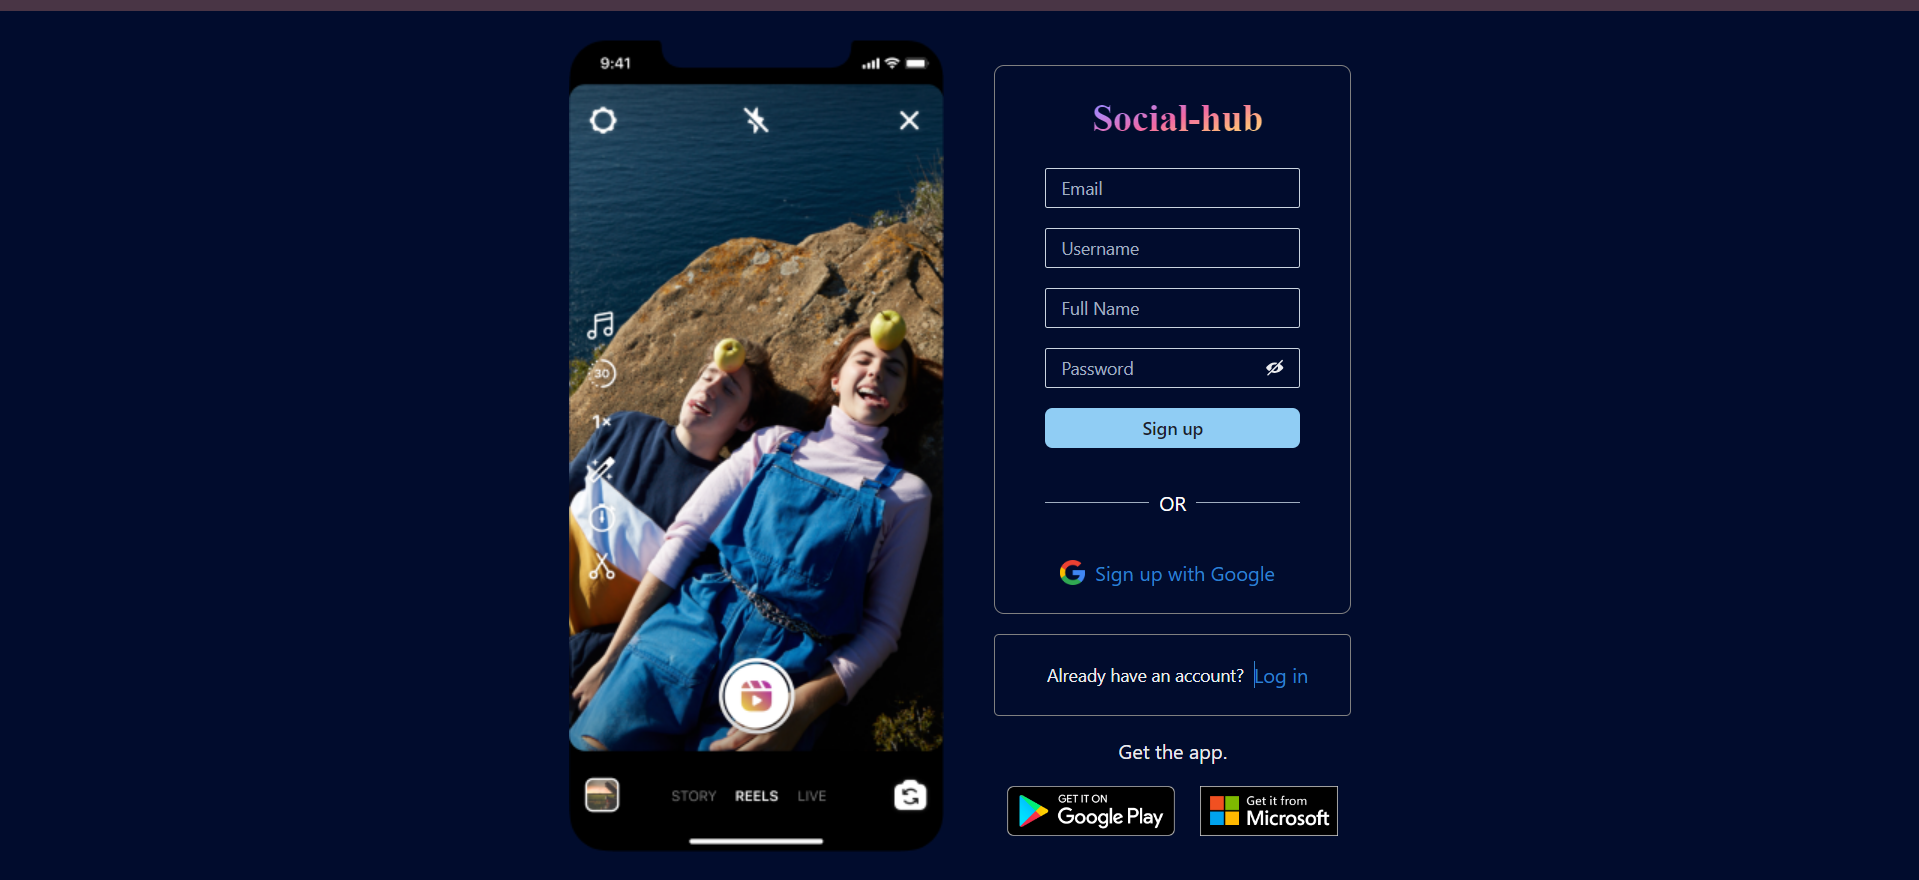 9:41
30
1×
STORY REELS LIVE
Social-hub
Email
Username
Full Name
Password
Sign up
OR
Sign up with Google
Already have an account? Log in
Get the app.
GET IT ON
Google Play
Get it from
Microsoft